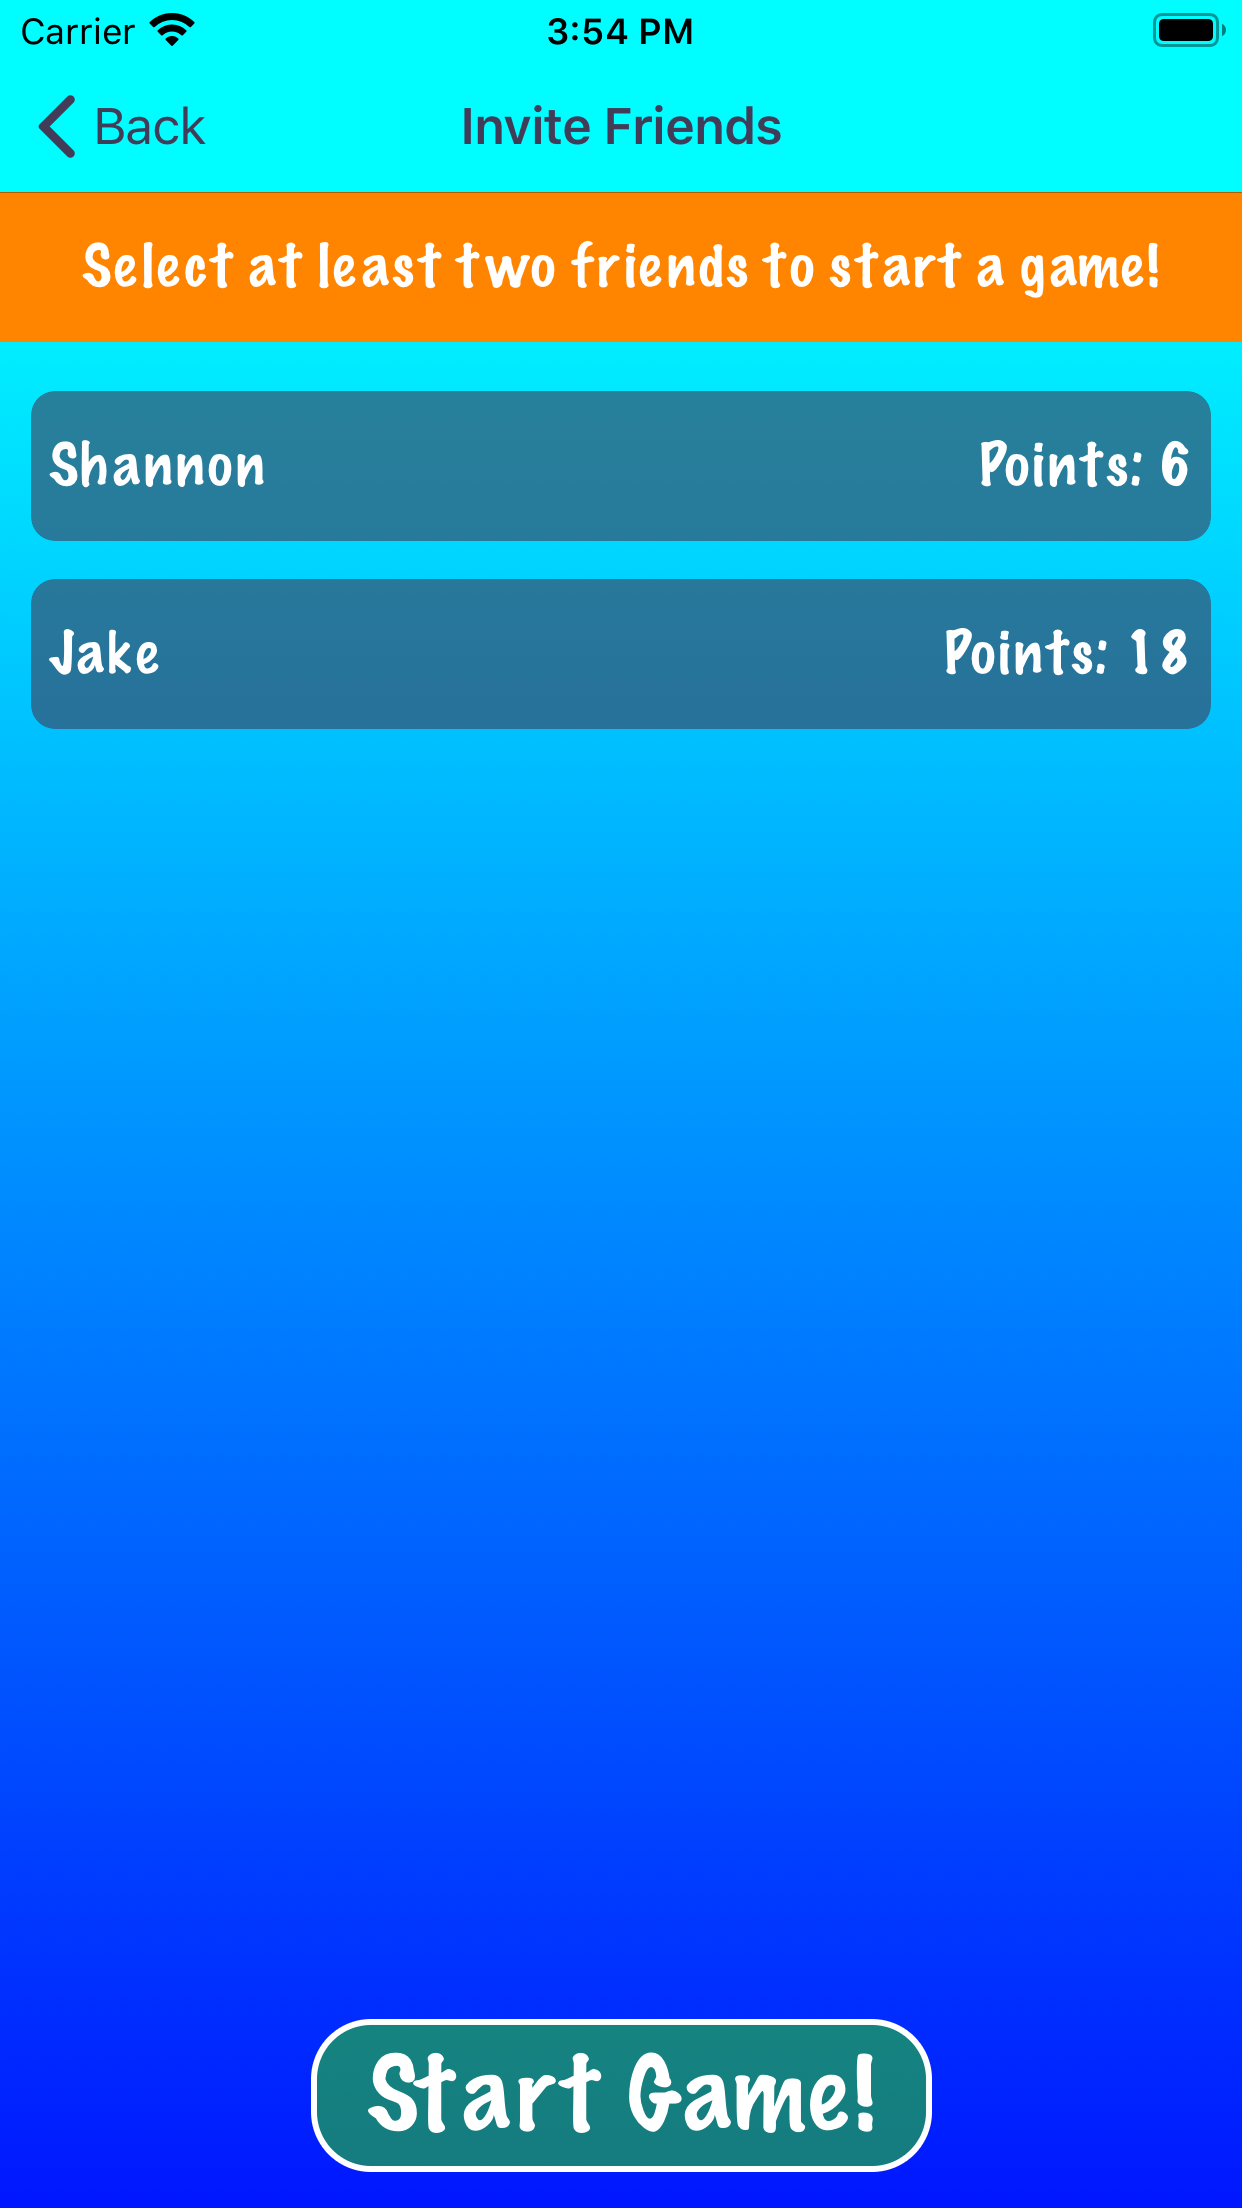 Carrier 3:54 PM
Back Invite Friends
Select at least two friends to start a game!
Shannon Points: 6
Jake Points: 18
Start Game!